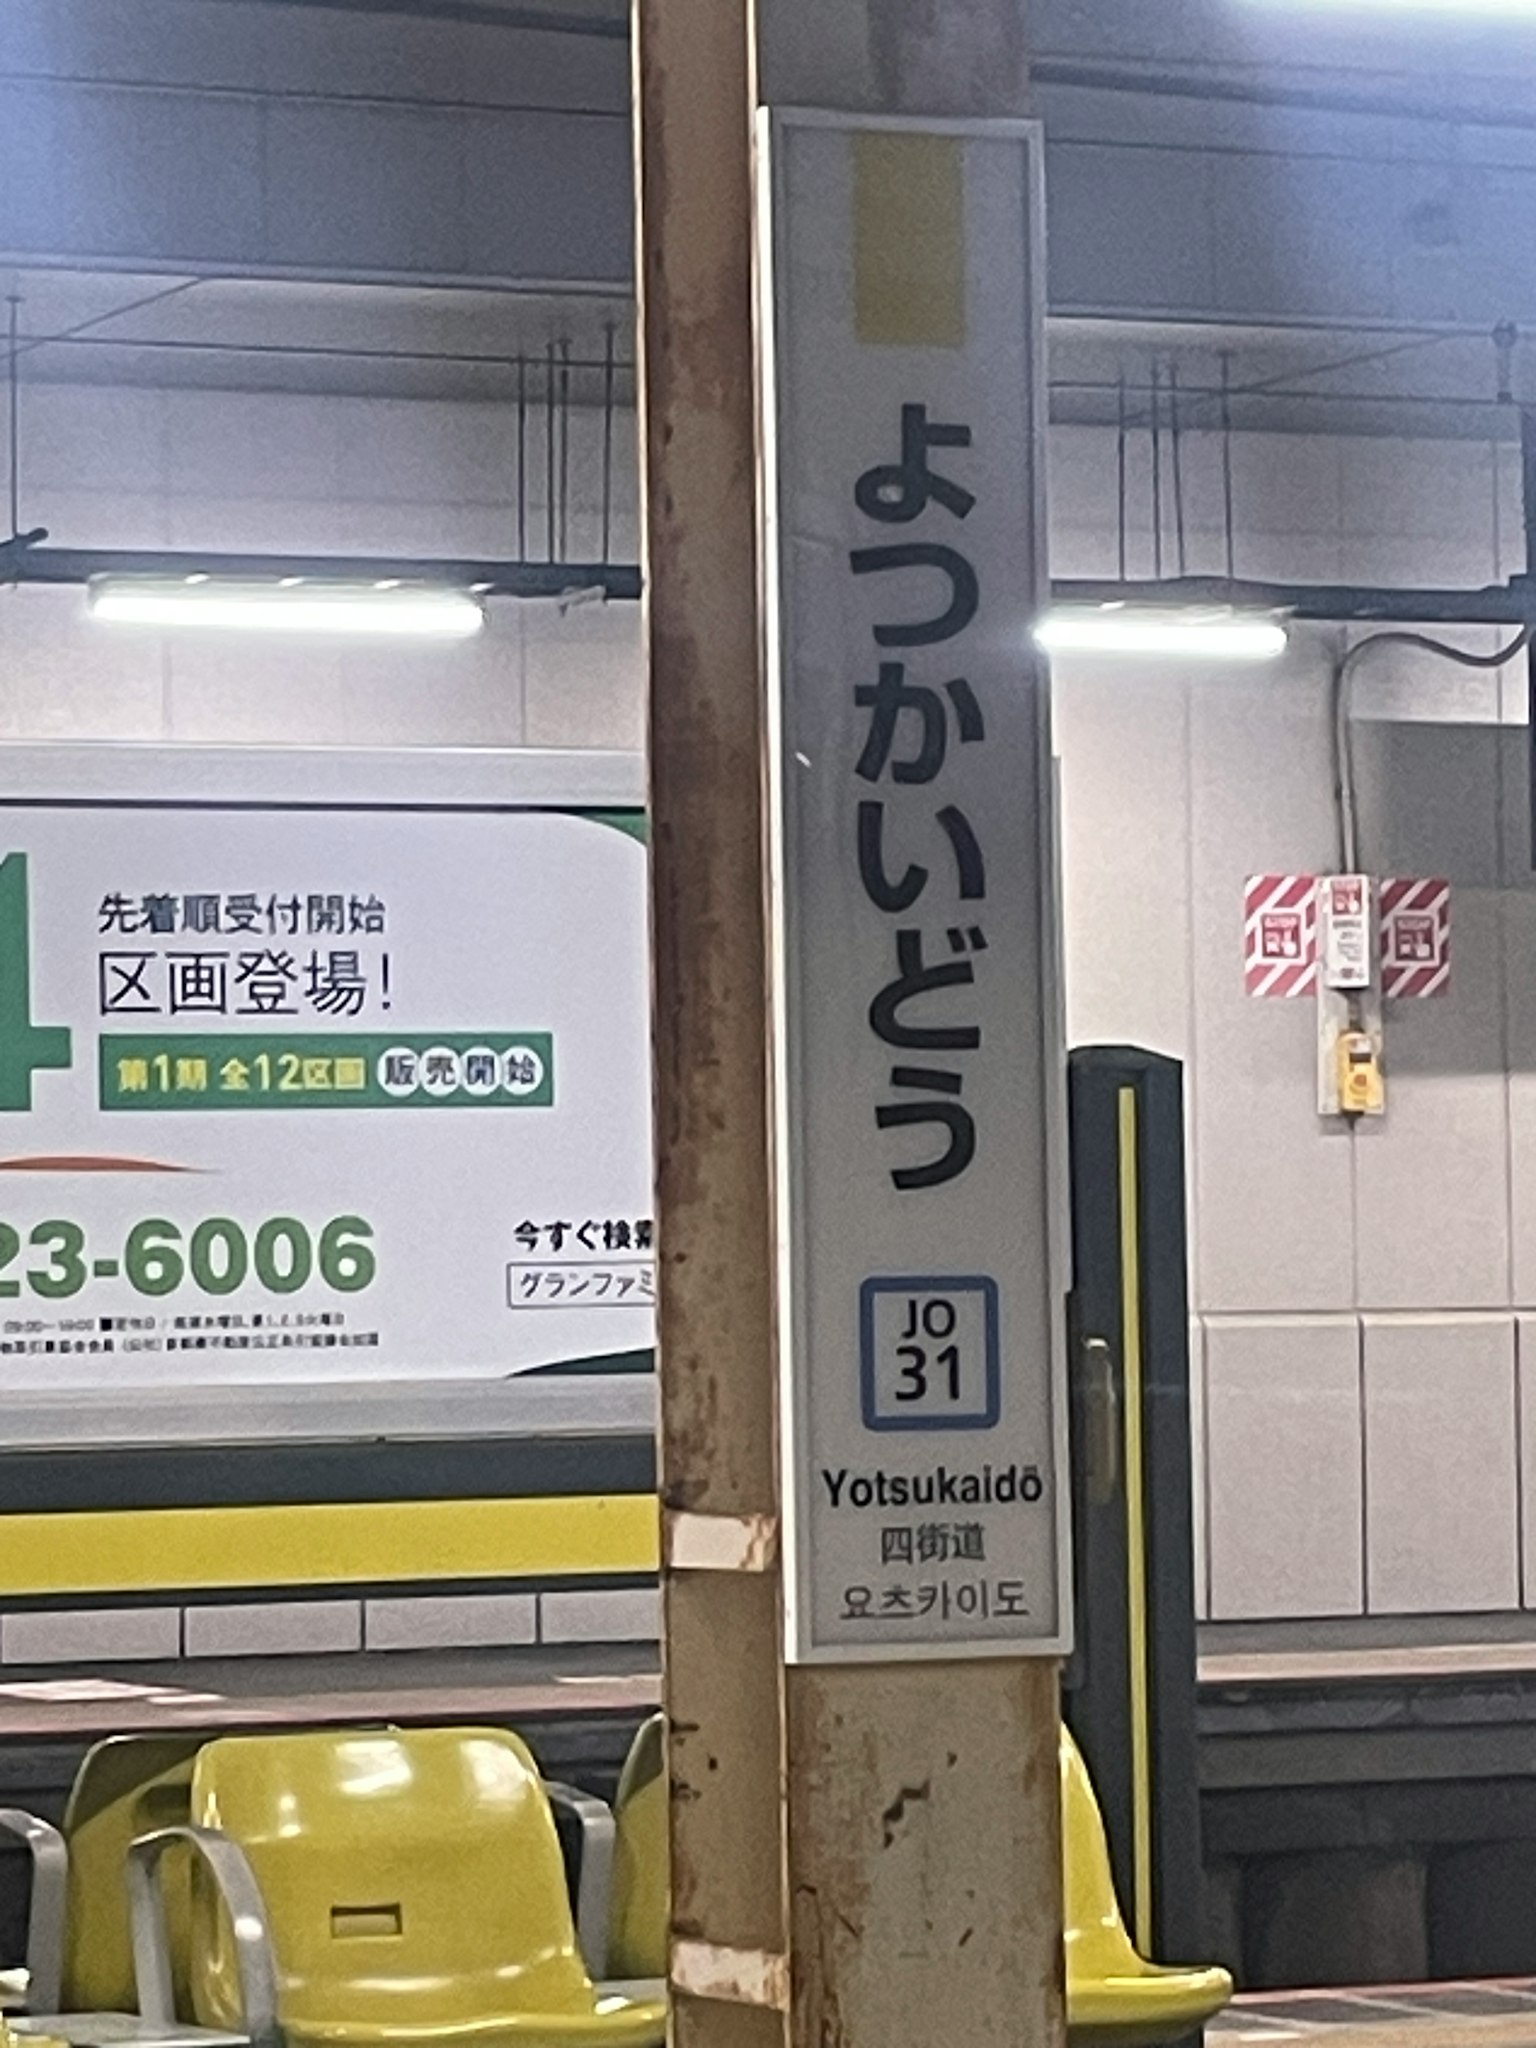 よつかいどう
JO
31
Yotsukaidō
四街道
요츠카이도
4
先着順受付開始
区画登場!
第1期 全12区画 販売開始
23-6006
今すぐ検索
グランファミ